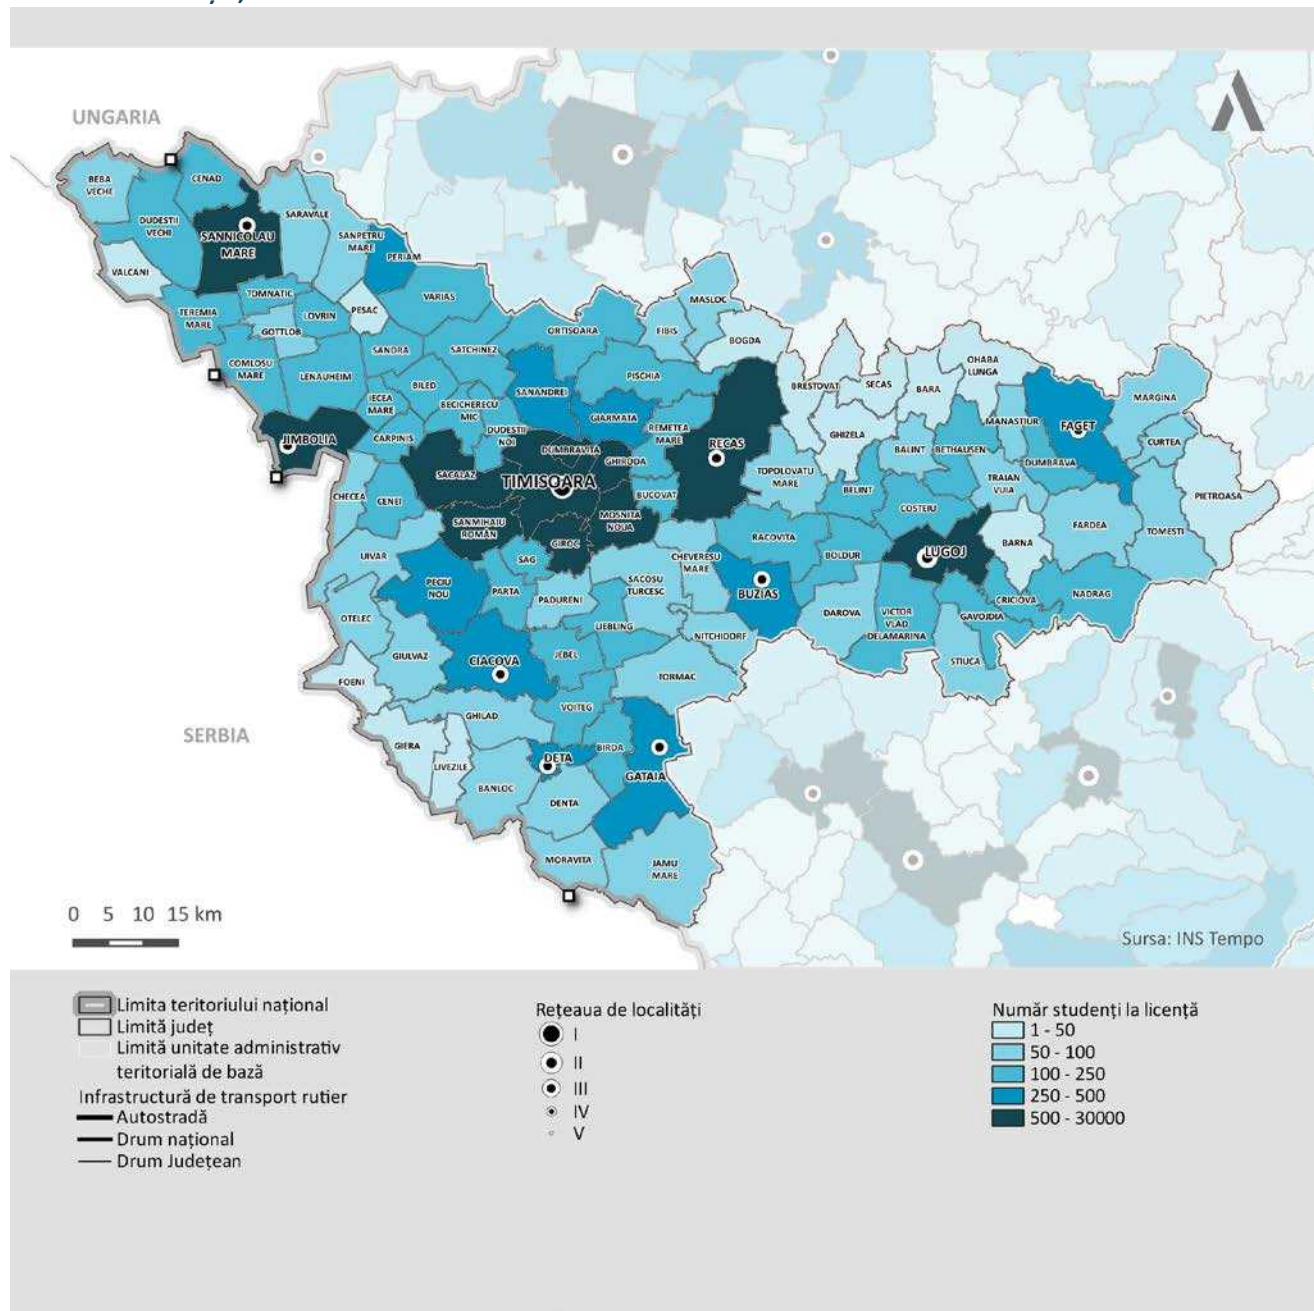 UNGARIA
BEBA
VECHE
CENAD
DUDESTII
VECHI
SARAVALE
SANNICOLAU
MARE
SANPETRU
MARE
PERIAM
VALCANI
TOMNATIC
VARIAS
TEREMIA
MARE
LOVRIN
PESAC
GOTTLOB
MASLOC
ORTISOARA
FIBIS
BOGDA
SANDRA
SATCHINEZ
COMLOSU
MARE
LENAUHEIM
PISCHIA
BILED
SANANDREI
IECEA
MARE
BECICHERECU
MIC
GIARMATA
BRESTOVAT
SECAS
BARA
OHABA
LUNGA
MARGINA
JIMBOLIA
CARPINIS
DUDESTII
NOI
DUMBRAVITA
REMETEA
MARE
RECAS
GHIZELA
MANASTIUR
FAGET
CURTEA
SACALAZ
GHIRODA
BALINT
BETHAUSEN
DUMBRAVA
TIMISOARA
TOPOLOVATU
MARE
CHECEA
CENEI
BUCOVAT
BELINT
TRAIAN
VUIA
PIETROASA
MOSNITA
NOUA
COSTEIU
SANMIHAIU
ROMÂN
GIROC
RACOVITA
FARDEA
TOMESTI
UIVAR
SAG
CHEVERESU
MARE
BOLDUR
LUGOJ
BARNA
PECIU
NOU
PARTA
PADURENI
SACOSU
TURCESC
BUZIAS
NADRAG
CRICIOVA
OTELEC
LIEBLING
DAROVA
VICTOR
VLAD
DELAMARINA
GAVOJDIA
GIULVAZ
CIACOVA
JEBEL
NITCHIDORF
STIUCA
FOENI
TORMAC
VOITEG
GHILAD
SERBIA
GIERA
LIVEZILE
DETA
BIRDA
GATAIA
BANLOC
DENTA
MORAVITA
JAMU
MARE
0 5 10 15 km
Sursa: INS Tempo
Limita teritoriului național
Limită județ
Limită unitate administrativ
teritorială de bază
Infrastructură de transport rutier
Autostradă
Drum național
Drum Județean
Rețeaua de localități
I
II
III
IV
V
Număr studenți la licență
1 - 50
50 - 100
100 - 250
250 - 500
500 - 30000